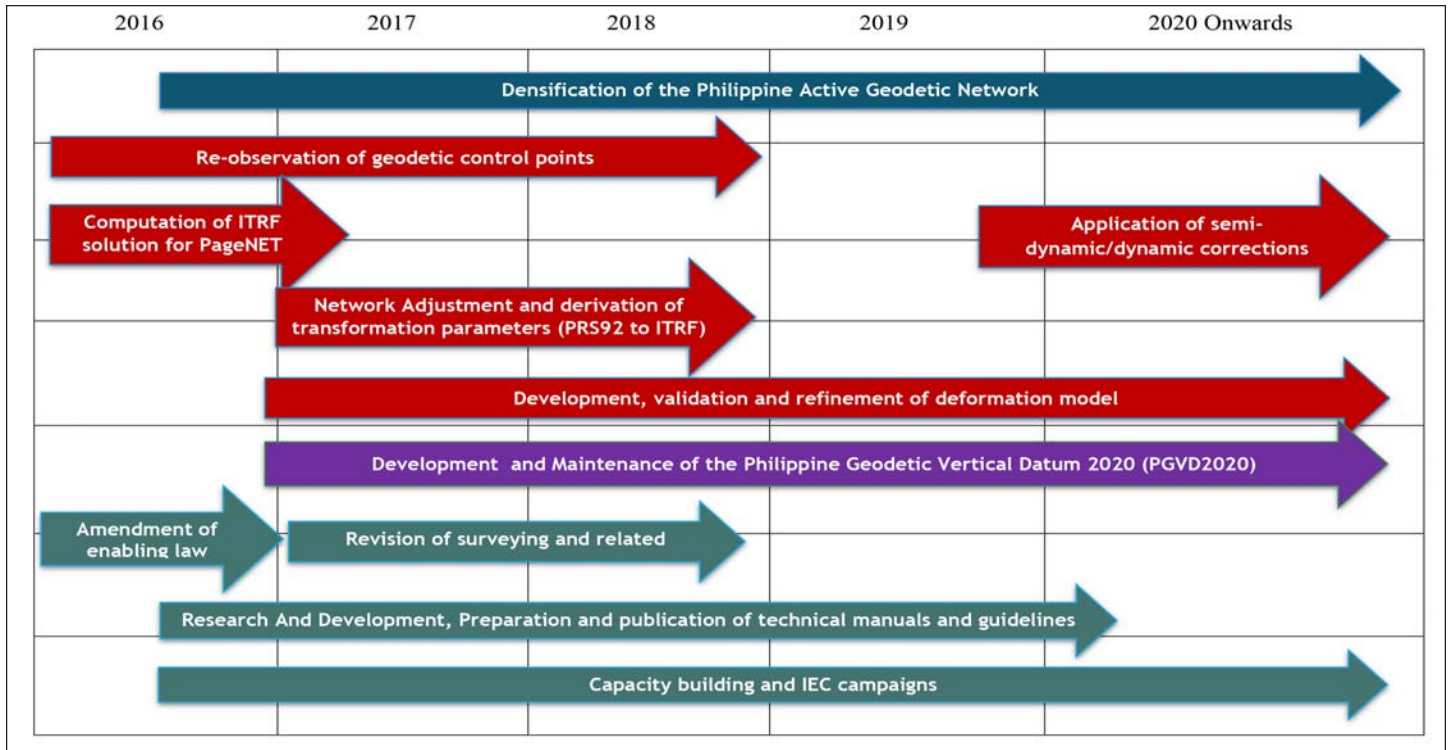 2016 2017 2018 2019 2020 Onwards
Densification of the Philippine Active Geodetic Network
Re-observation of geodetic control points
Computation of ITRF
solution for PageNET
Application of semi-
dynamic/dynamic corrections
Network Adjustment and derivation of
transformation parameters (PRS92 to ITRF)
Development, validation and refinement of deformation model
Development and Maintenance of the Philippine Geodetic Vertical Datum 2020 (PGVD2020)
Amendment of
enabling law
Revision of surveying and related
Research And Development, Preparation and publication of technical manuals and guidelines
Capacity building and IEC campaigns